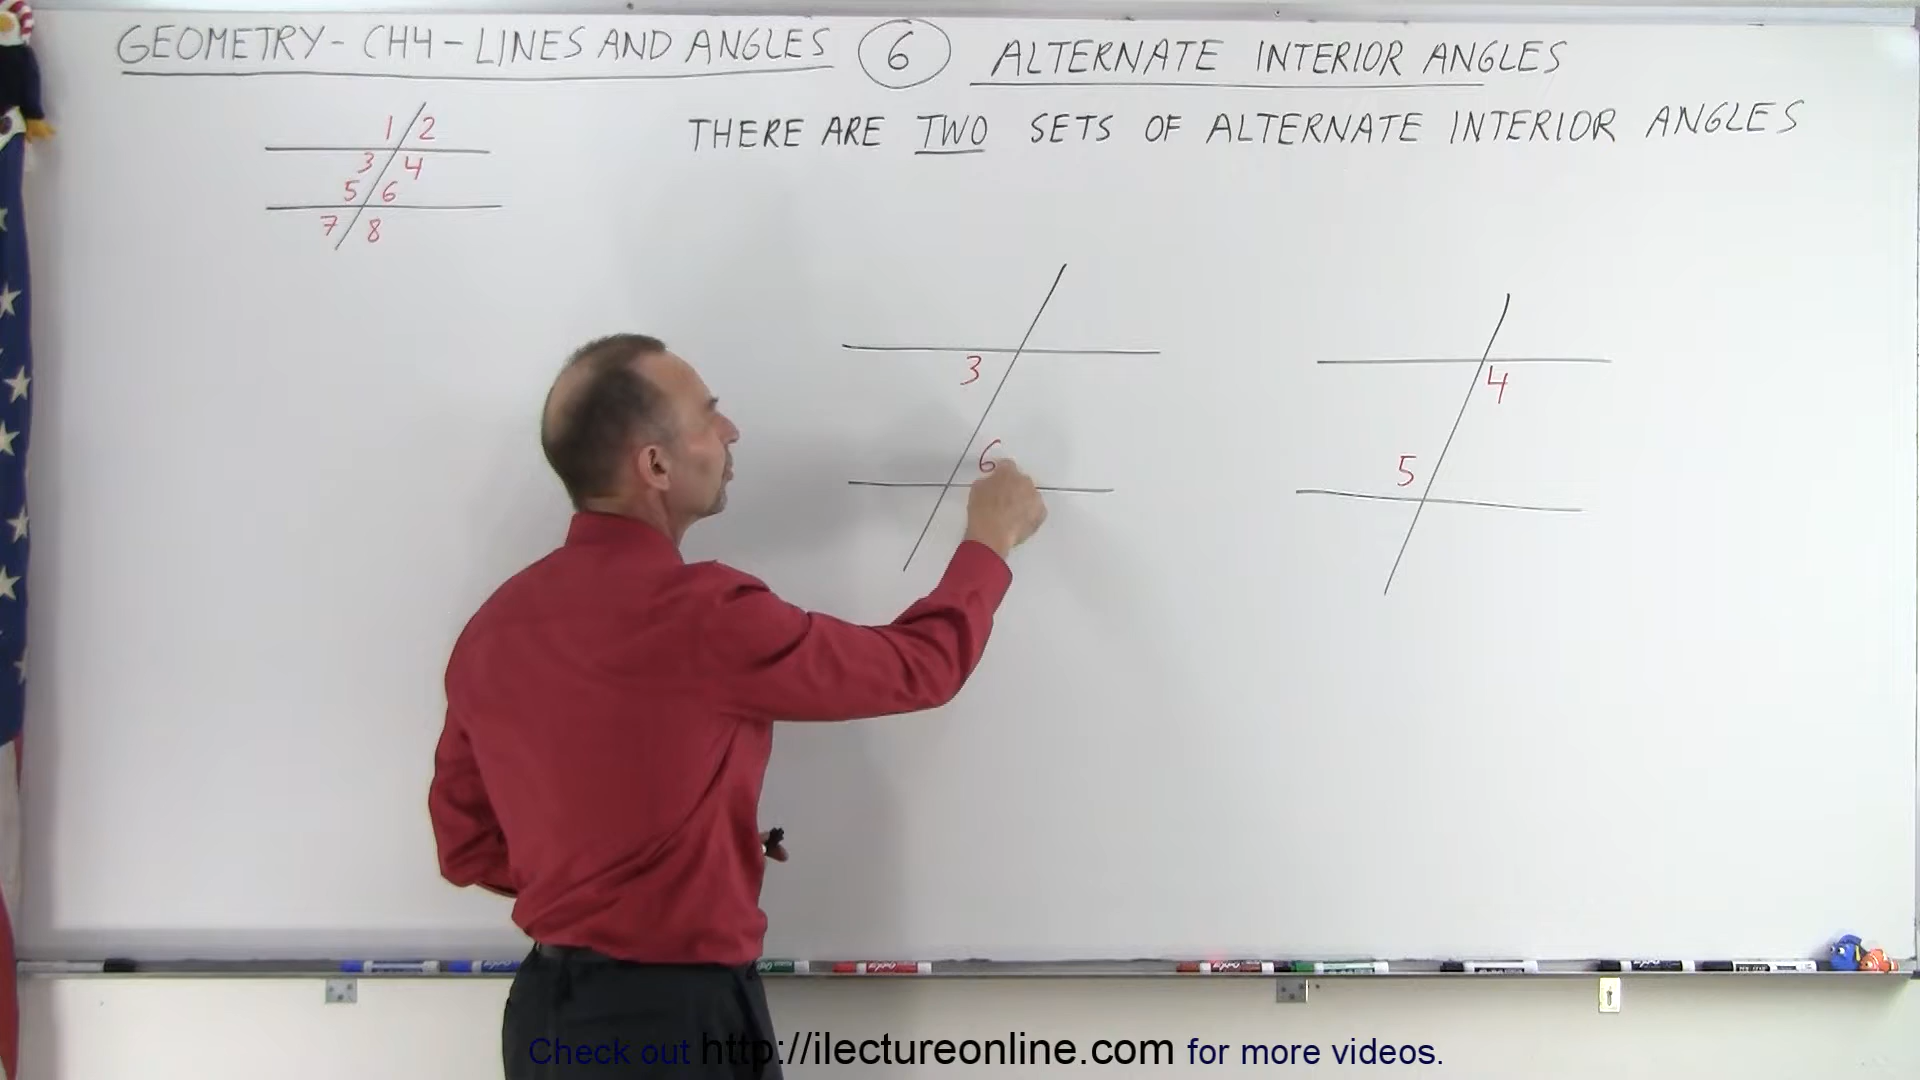 GEOMETRY - CH4 - LINES AND ANGLES 6 ALTERNATE INTERIOR ANGLES
THERE ARE TWO SETS OF ALTERNATE INTERIOR ANGLES
1 2
3 4
5 6
7 8
3
6
4
5
Check out http://ilectureonline.com for more videos.